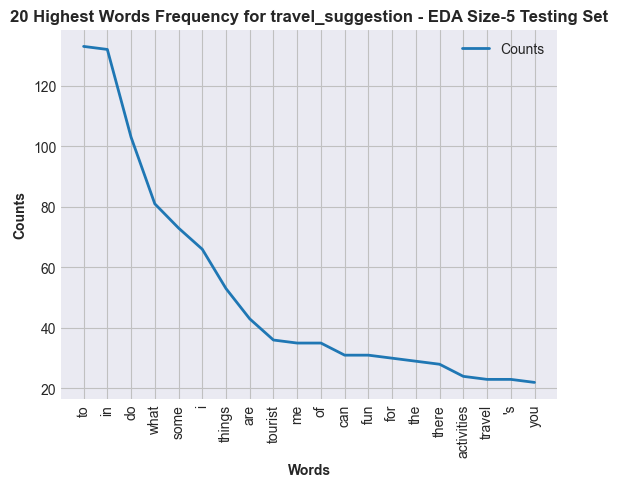 20 Highest Words Frequency for travel_suggestion - EDA Size-5 Testing Set
Counts
120
100
80
60
40
20
Counts
to
in
do
what
some
i
things
are
tourist
me
of
can
fun
for
the
there
activities
travel
's
you
Words